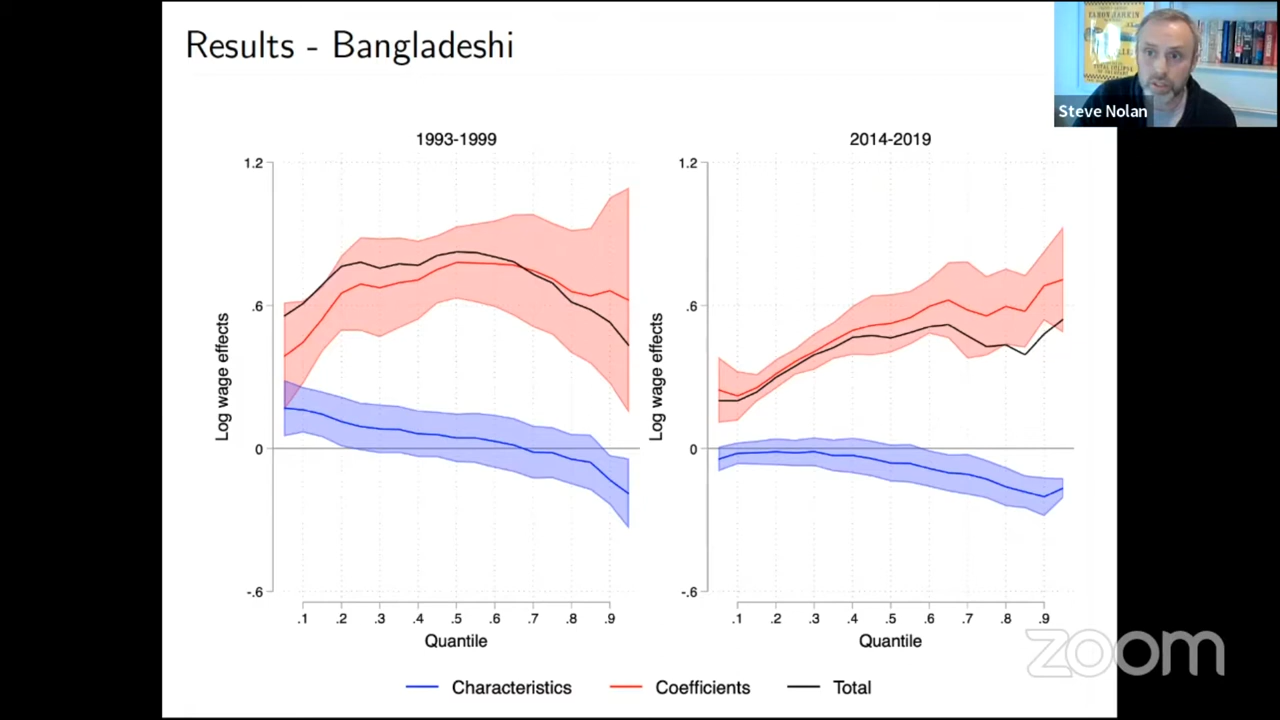 Results - Bangladeshi
Steve Nolan
1993-1999
2014-2019
1.2
.6
0
-.6
Log wage effects
.1 .2 .3 .4 .5 .6 .7 .8 .9
Quantile
1.2
.6
0
-.6
Log wage effects
.1 .2 .3 .4 .5 .6 .7 .8 .9
Quantile
Characteristics Coefficients Total
zoom